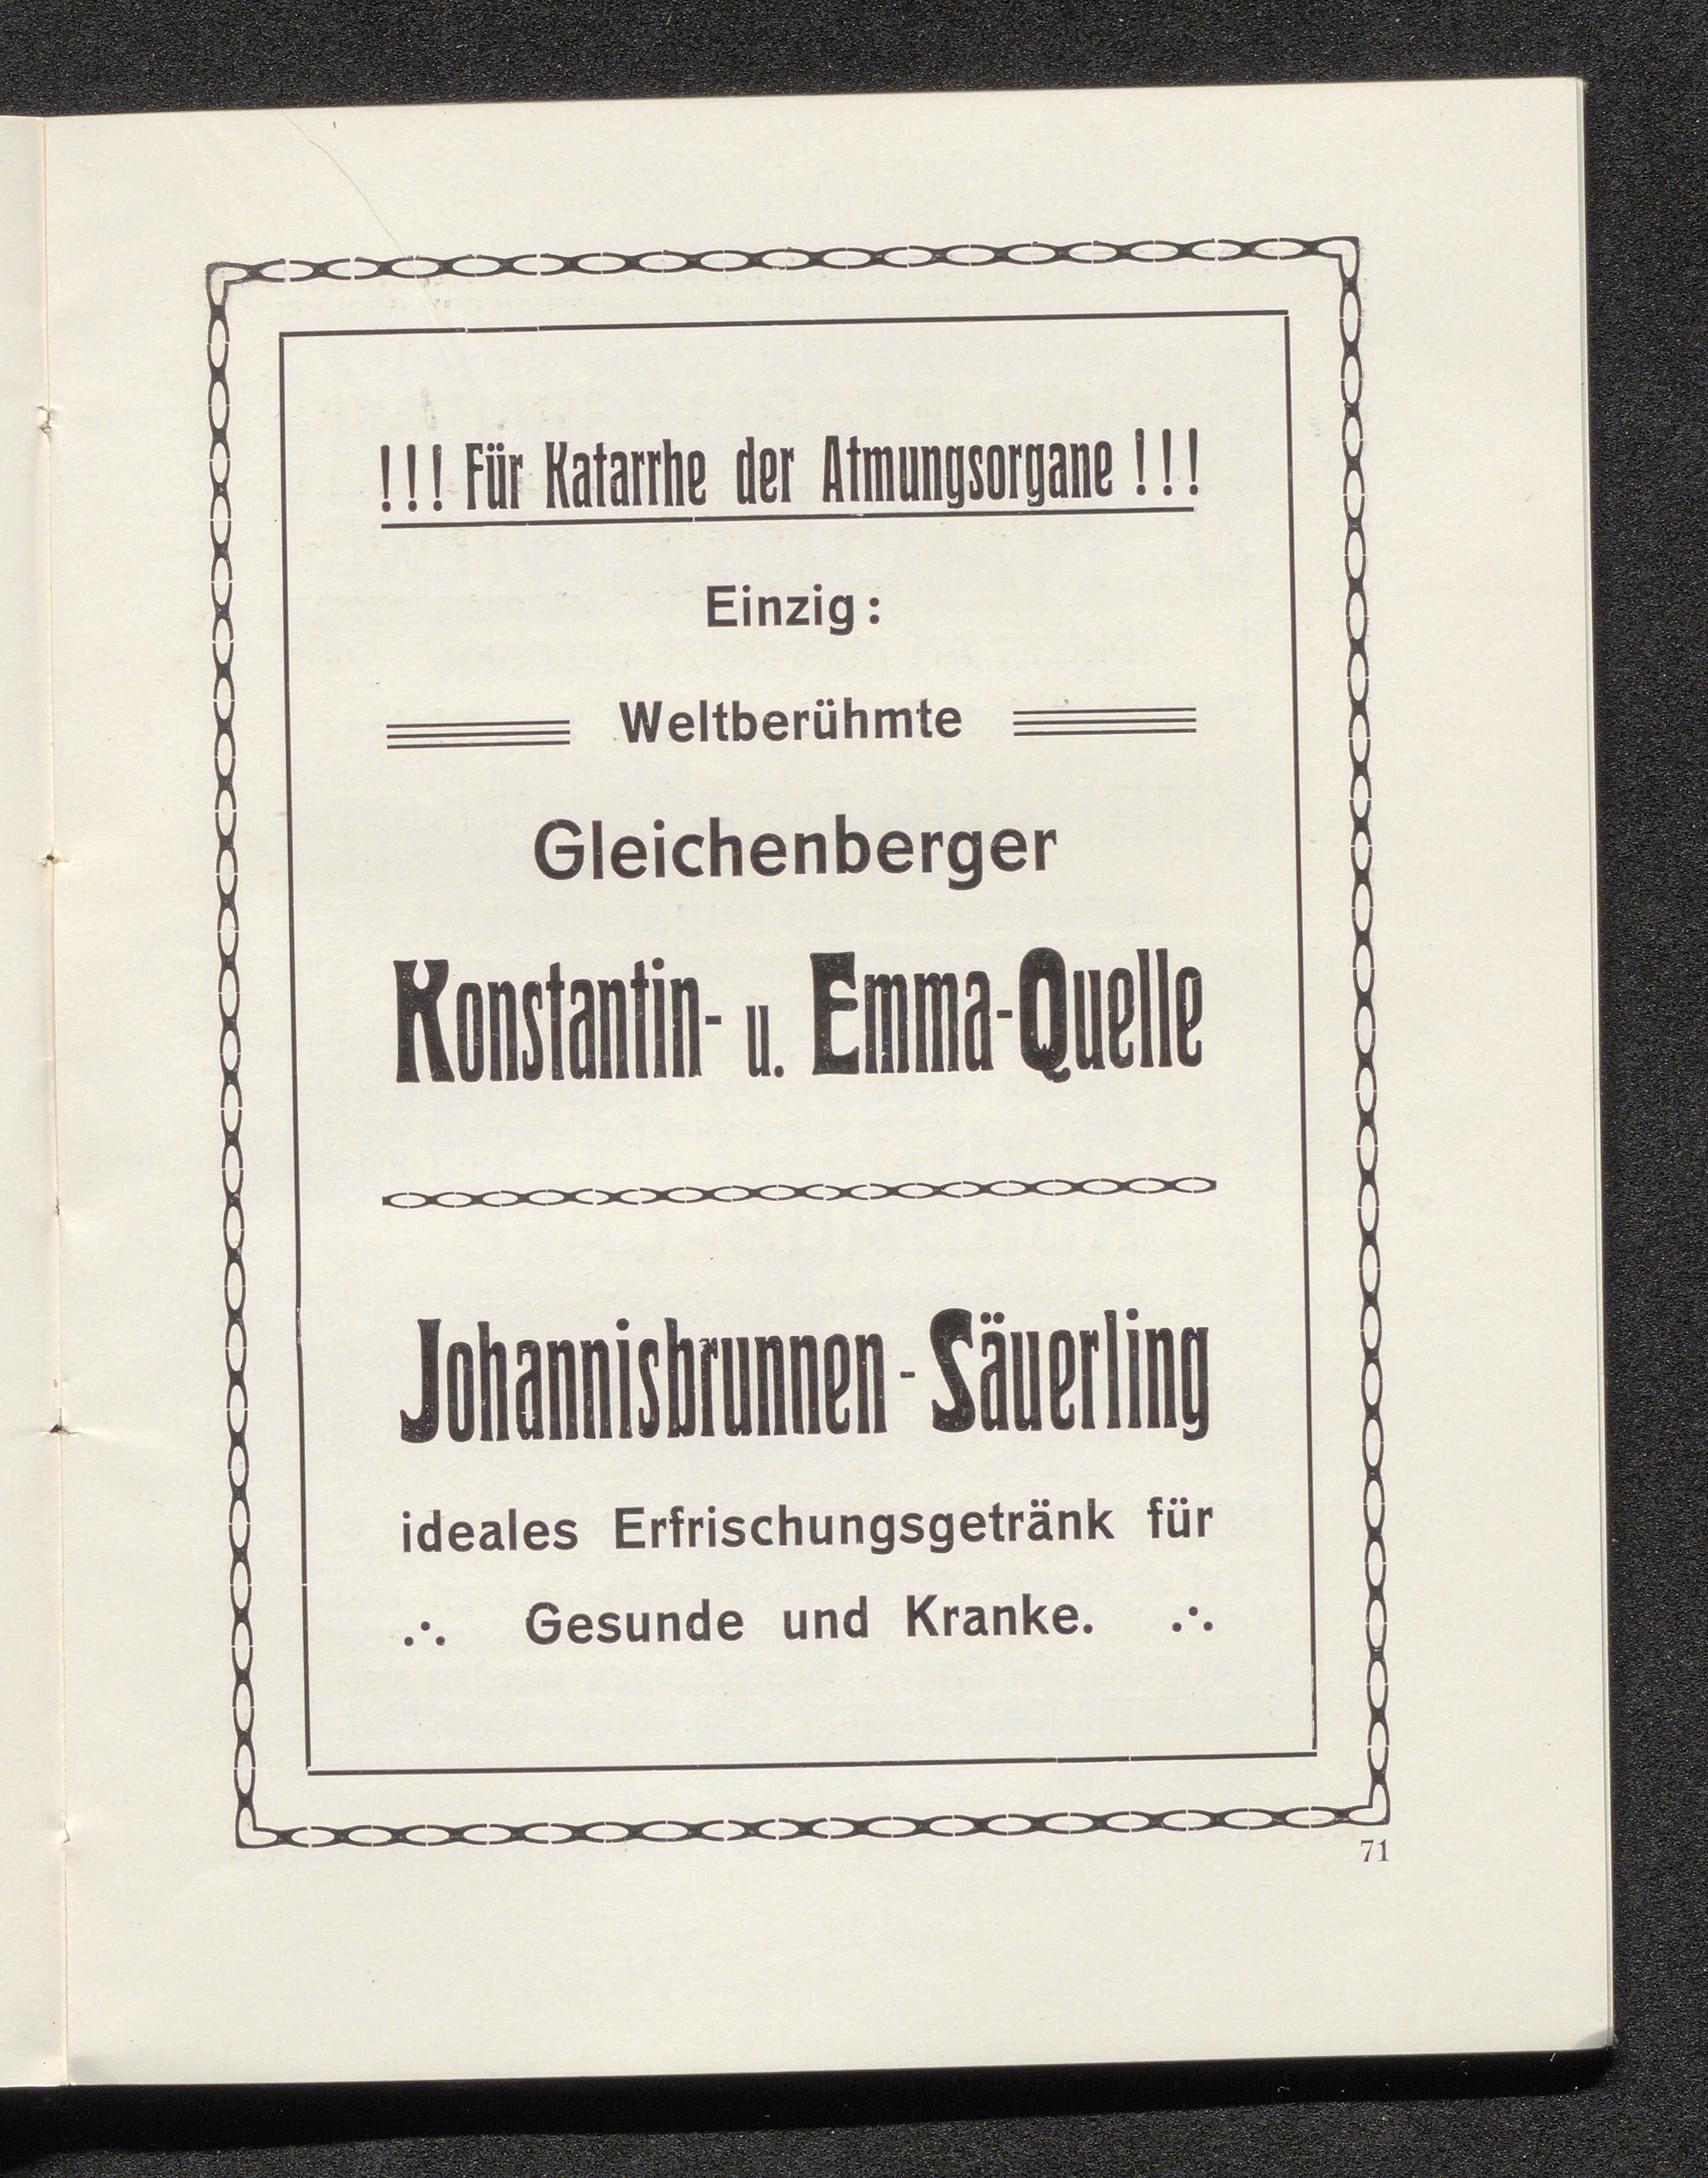 !!! Für Katarrhe der Atmungsorgane !!!
Einzig:
Weltberühmte
Gleichenberger
Konstantin- u. Emma-Quelle
Johannisbrunnen - Säuerling
ideales Erfrischungsgetränk für
Gesunde und Kranke.
71